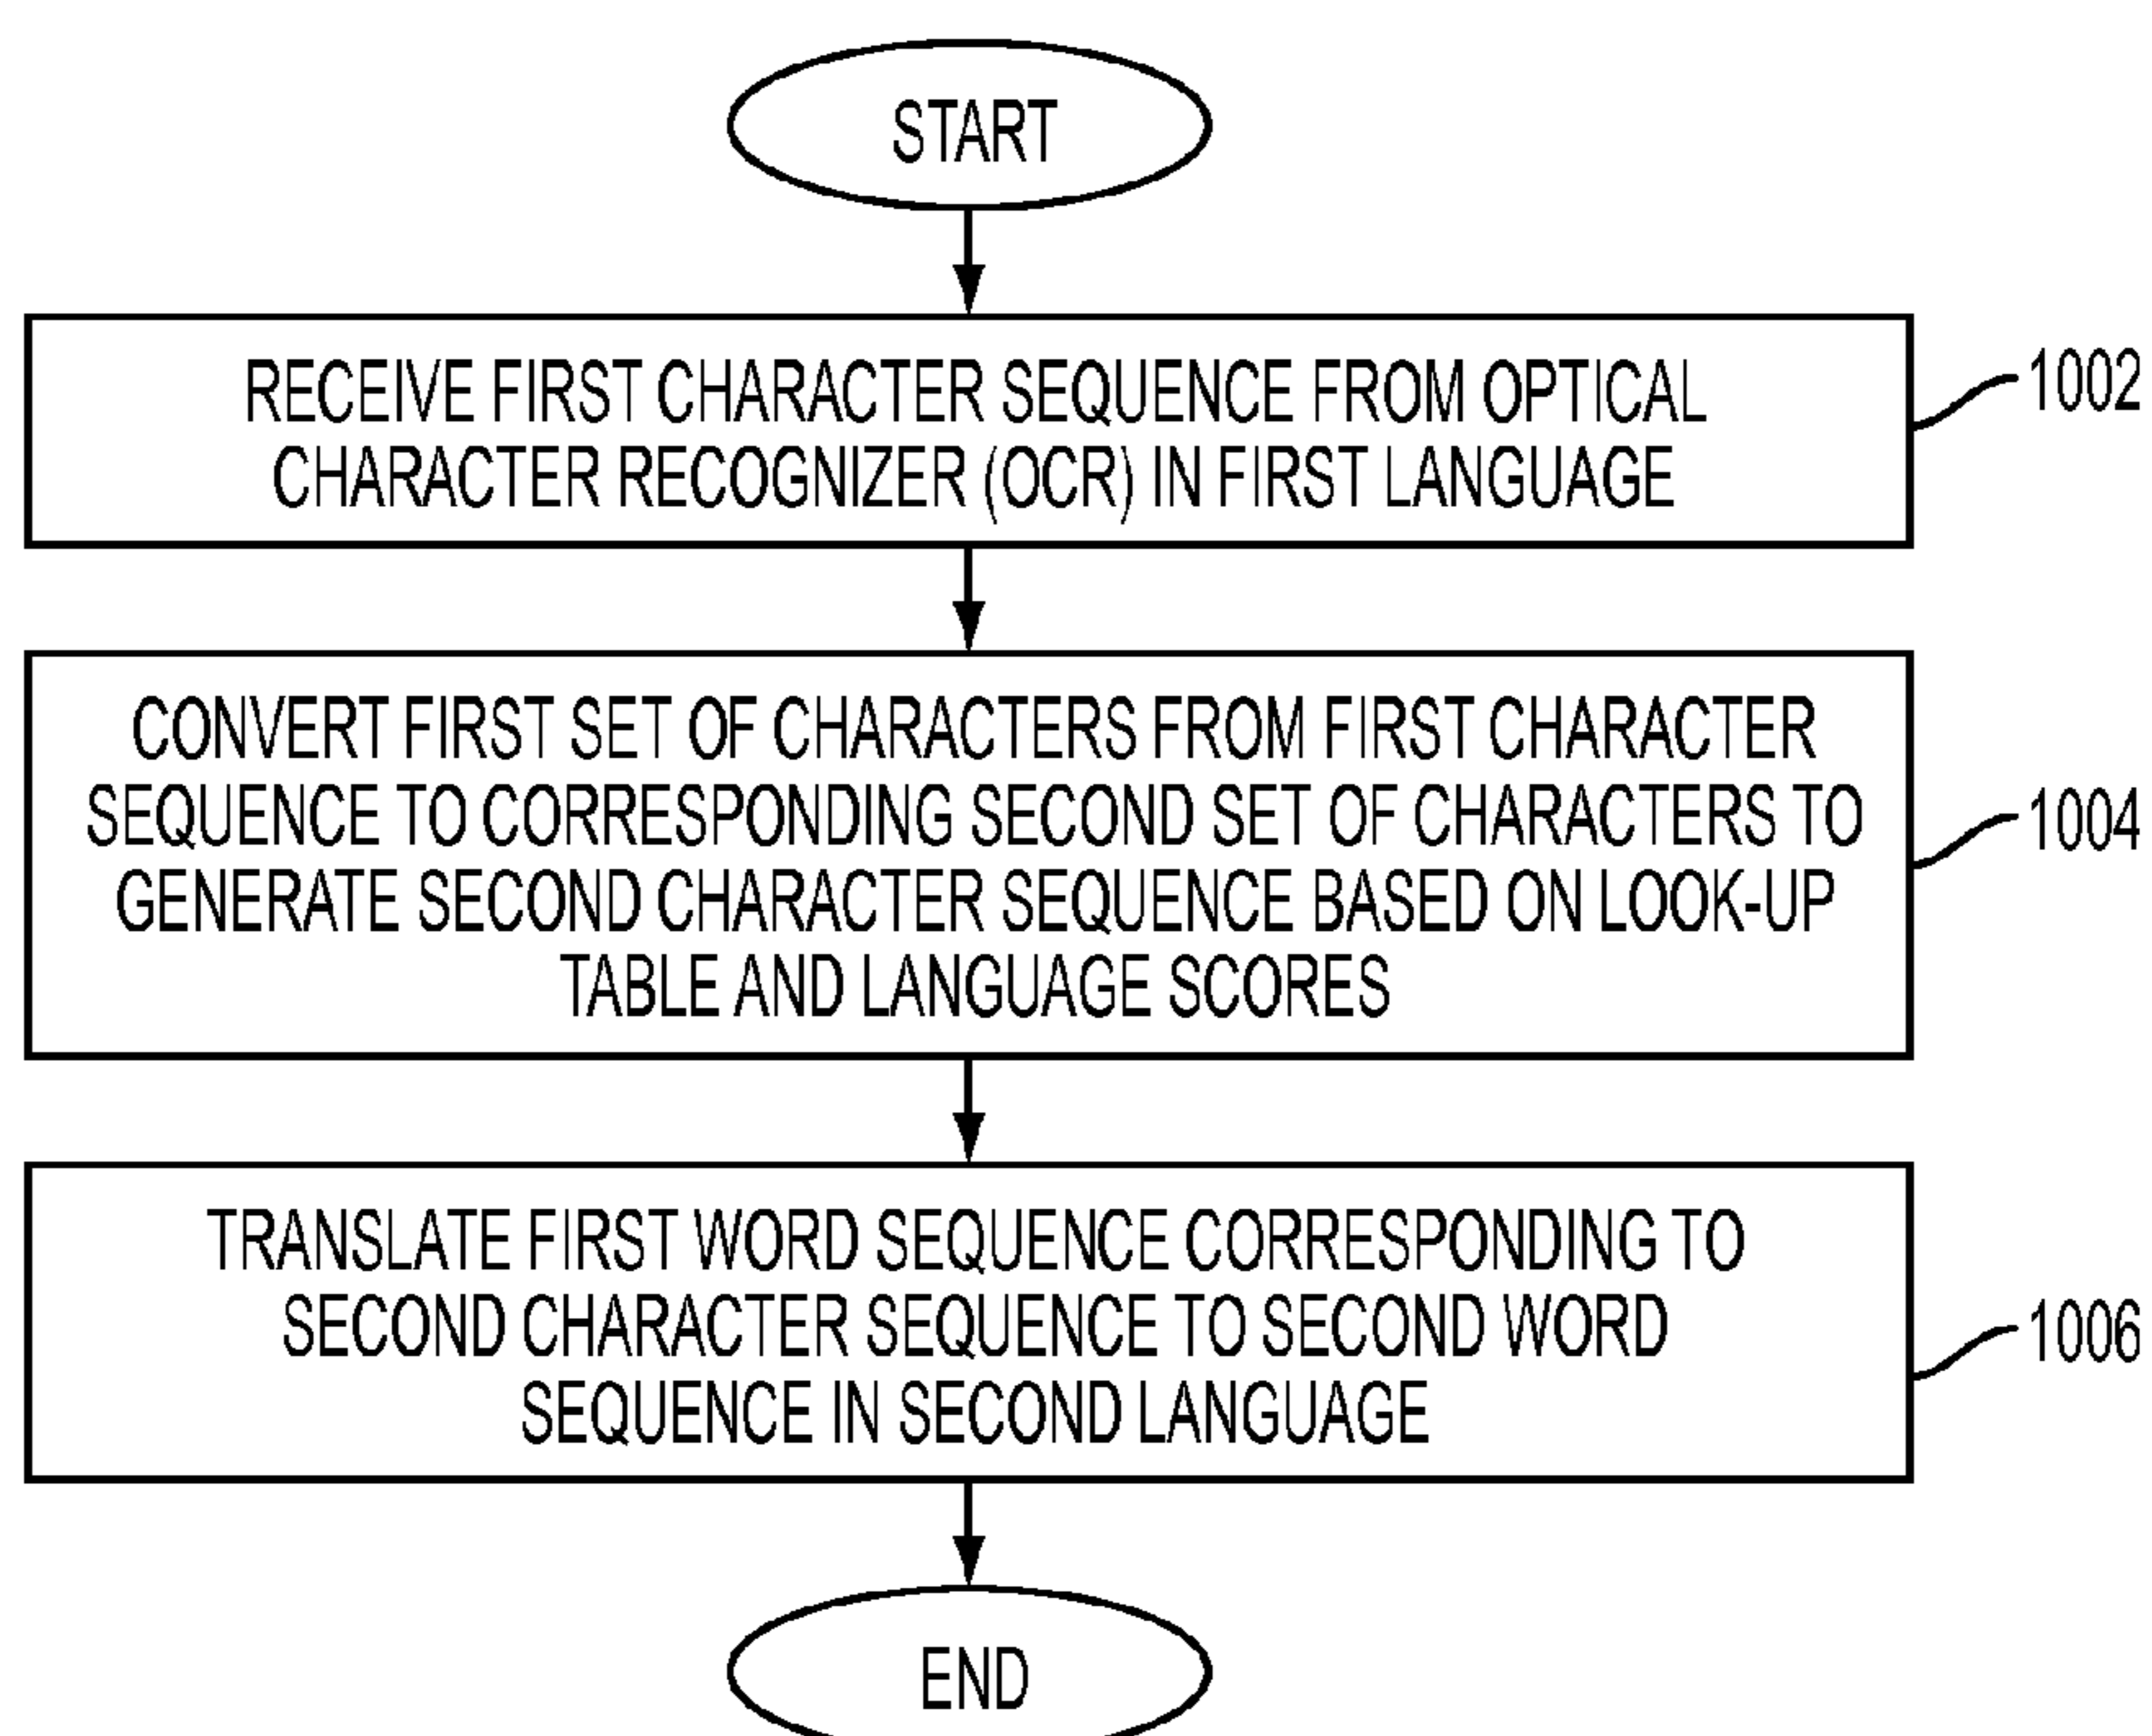 START
RECEIVE FIRST CHARACTER SEQUENCE FROM OPTICAL
CHARACTER RECOGNIZER (OCR) IN FIRST LANGUAGE
1002
CONVERT FIRST SET OF CHARACTERS FROM FIRST CHARACTER
SEQUENCE TO CORRESPONDING SECOND SET OF CHARACTERS TO
GENERATE SECOND CHARACTER SEQUENCE BASED ON LOOK-UP
TABLE AND LANGUAGE SCORES
1004
TRANSLATE FIRST WORD SEQUENCE CORRESPONDING TO
SECOND CHARACTER SEQUENCE TO SECOND WORD
SEQUENCE IN SECOND LANGUAGE
1006
END